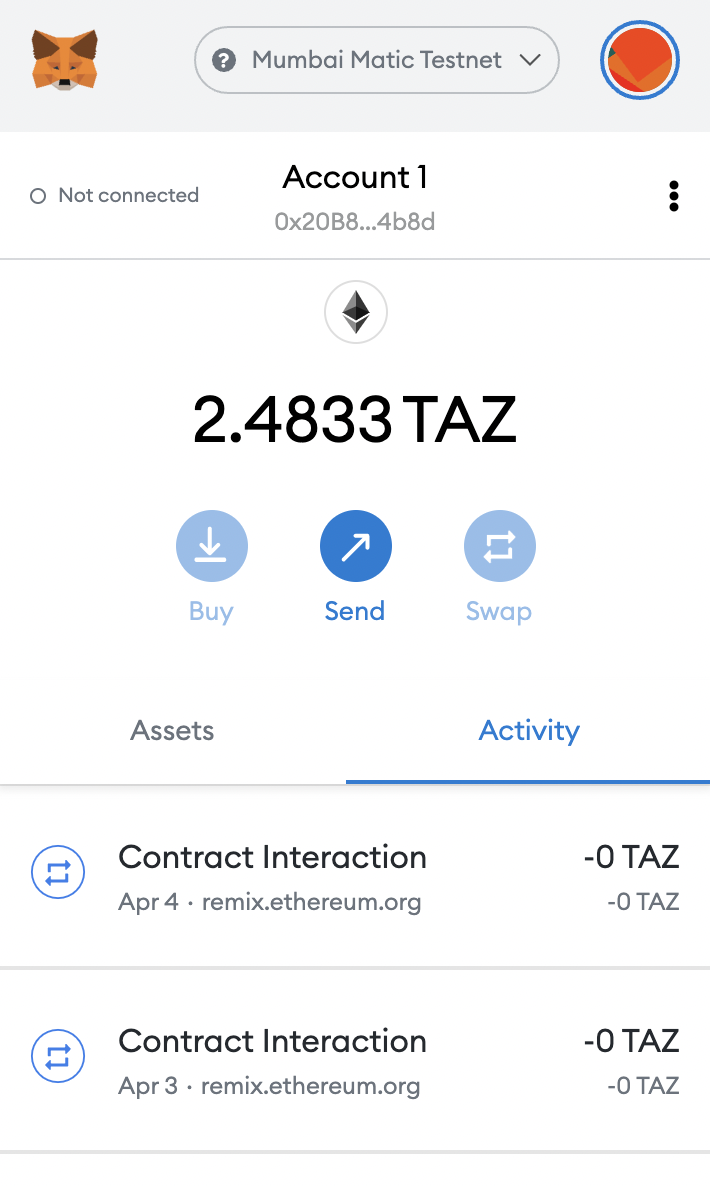 ? Mumbai Matic Testnet
Not connected
Account 1
0x20B8...4b8d
2.4833 TAZ
Buy Send Swap
Assets Activity
Contract Interaction -0 TAZ
Apr 4 · remix.ethereum.org -0 TAZ
Contract Interaction -0 TAZ
Apr 3 · remix.ethereum.org -0 TAZ